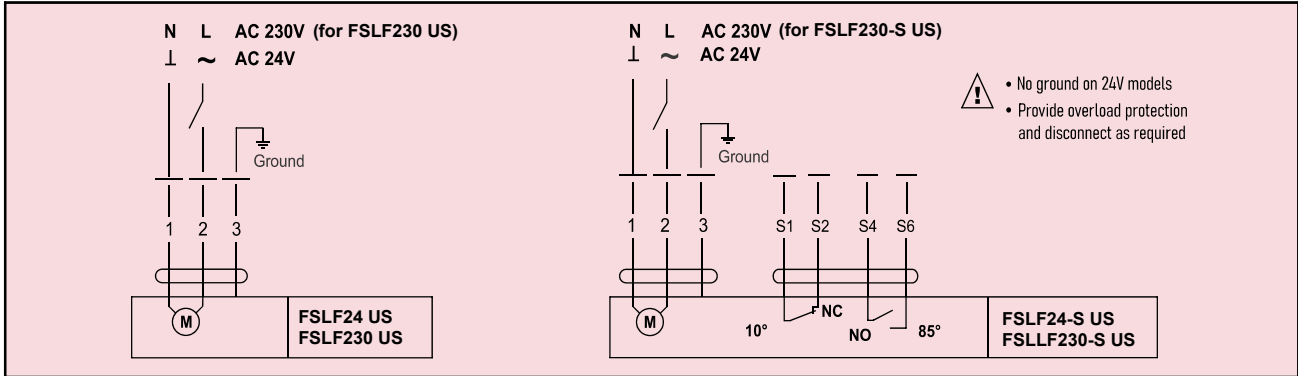 N L AC 230V (for FSLF230 US)
⊥ ~ AC 24V
Ground
1 2 3
M
FSLF24 US
FSLF230 US
N L AC 230V (for FSLF230-S US)
⊥ ~ AC 24V
Ground
1 2 3 S1 S2 S4 S6
M
10° NC
NO 85°
FSLF24-S US
FSLLF230-S US
!
• No ground on 24V models
• Provide overload protection
and disconnect as required